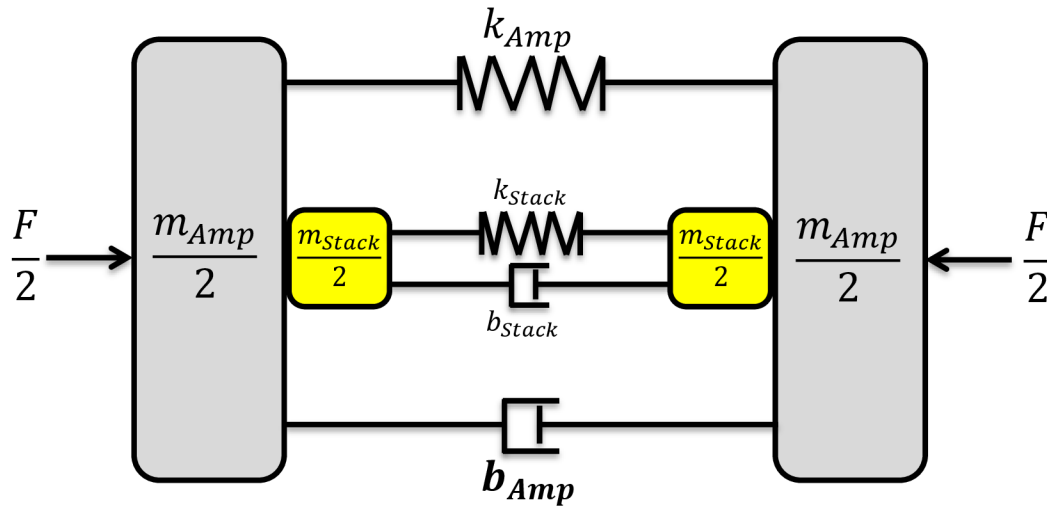 k_Amp
k_Stack
F/2
m_Amp/2
m_Stack/2
m_Stack/2
m_Amp/2
F/2
b_Stack
b_Amp